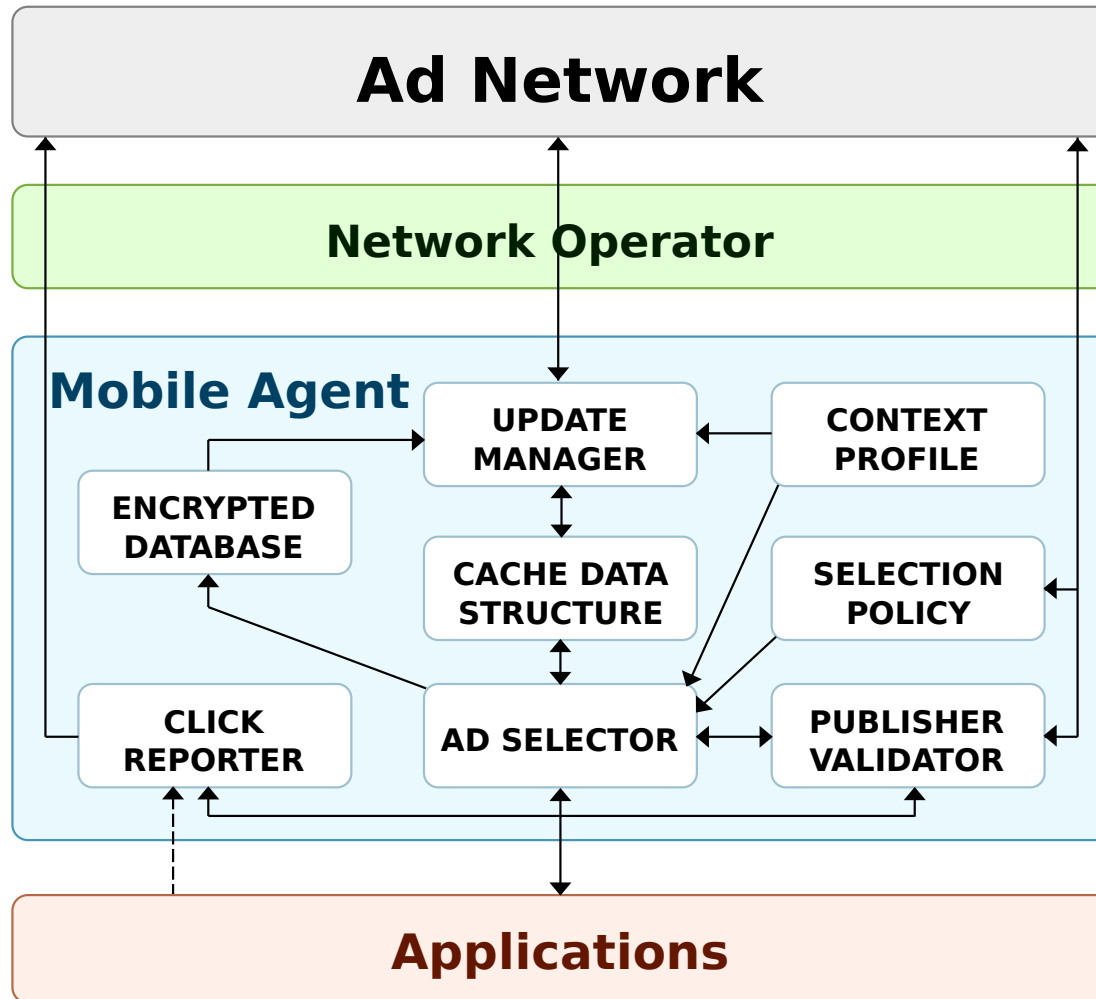 Ad Network
Network Operator
Mobile Agent
UPDATE
MANAGER
CONTEXT
PROFILE
ENCRYPTED
DATABASE
CACHE DATA
STRUCTURE
SELECTION
POLICY
CLICK
REPORTER
AD SELECTOR
PUBLISHER
VALIDATOR
Applications